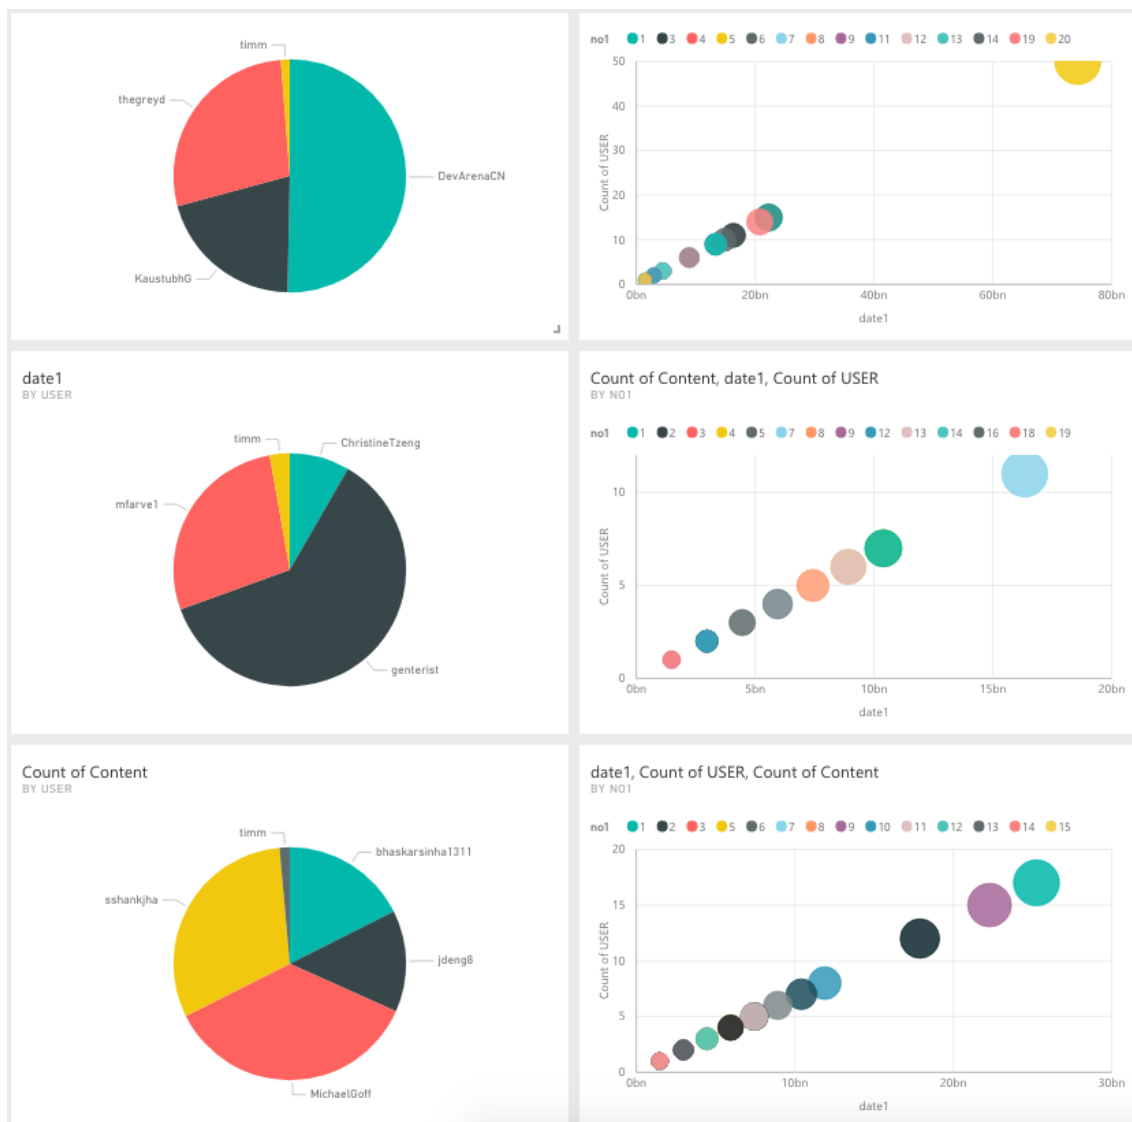 timm
thegreyd
DevArenaCN
KaustubhG
no1 1 3 4 5 6 7 8 9 11 12 13 14 19 20
Count of USER
50
40
30
20
10
0
0bn 20bn 40bn 60bn 80bn
date1
date1
BY USER
timm
ChristineTzeng
mfarve1
genterist
Count of Content, date1, Count of USER
BY NO1
no1 1 2 3 4 5 7 8 9 12 13 14 16 18 19
Count of USER
10
5
0
0bn 5bn 10bn 15bn 20bn
date1
Count of Content
BY USER
timm
bhaskarsinha1311
sshankjha
jdeng8
MichaelGoff
date1, Count of USER, Count of Content
BY NO1
no1 1 2 3 5 6 7 8 9 10 11 12 13 14 15
Count of USER
20
15
10
5
0
0bn 10bn 20bn 30bn
date1